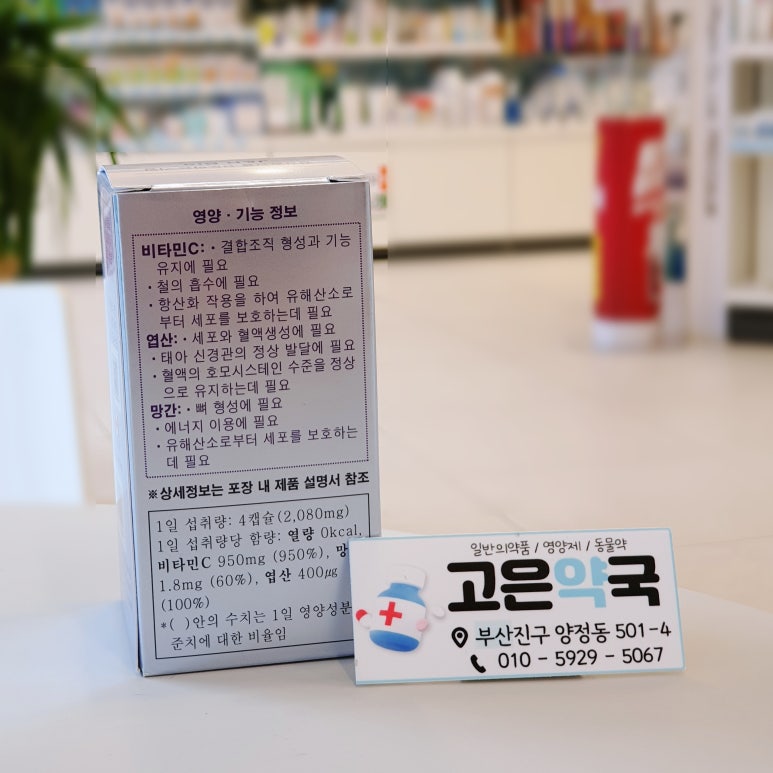 영양 · 기능 정보
비타민C: · 결합조직 형성과 기능
유지에 필요
· 철의 흡수에 필요
· 항산화 작용을 하여 유해산소로
부터 세포를 보호하는데 필요
엽산: · 세포와 혈액생성에 필요
· 태아 신경관의 정상 발달에 필요
· 혈액의 호모시스테인 수준을 정상
으로 유지하는데 필요
망간: · 뼈 형성에 필요
· 에너지 이용에 필요
· 유해산소로부터 세포를 보호하는
데 필요
※상세정보는 포장 내 제품 설명서 참조
1일 섭취량: 4캡슐(2,080mg)
1일 섭취량당 함량: 열량 0kcal,
비타민C 950mg (950%), 망
1.8mg (60%), 엽산 400㎍
(100%)
*( )안의 수치는 1일 영양성분
준치에 대한 비율임
일반의약품 / 영양제 / 동물약
고은약국
부산진구 양정동 501-4
010 - 5929 - 5067